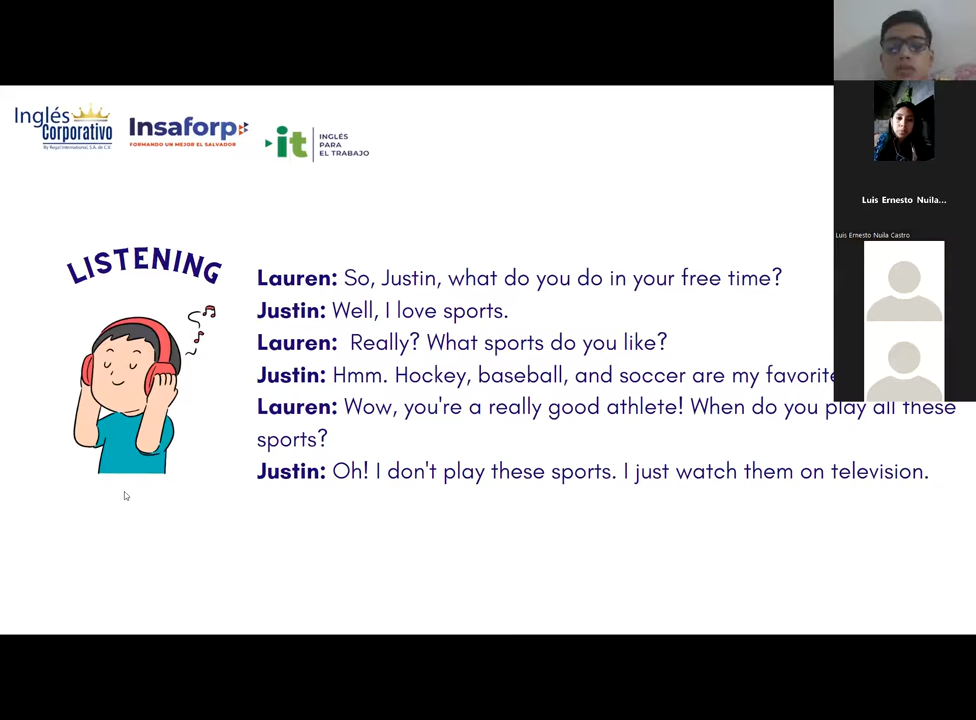 Inglés
Corporativo
By Regal International, S.A. de C.V.
Insaforp
FORMANDO UN MEJOR EL SALVADOR
it
INGLÉS
PARA
EL TRABAJO
Luis Ernesto Nuila...
Luis Ernesto Nuila Castro
LISTENING
Lauren: So, Justin, what do you do in your free time?
Justin: Well, I love sports.
Lauren: Really? What sports do you like?
Justin: Hmm. Hockey, baseball, and soccer are my favorite
Lauren: Wow, you're a really good athlete! When do you play all these
sports?
Justin: Oh! I don't play these sports. I just watch them on television.